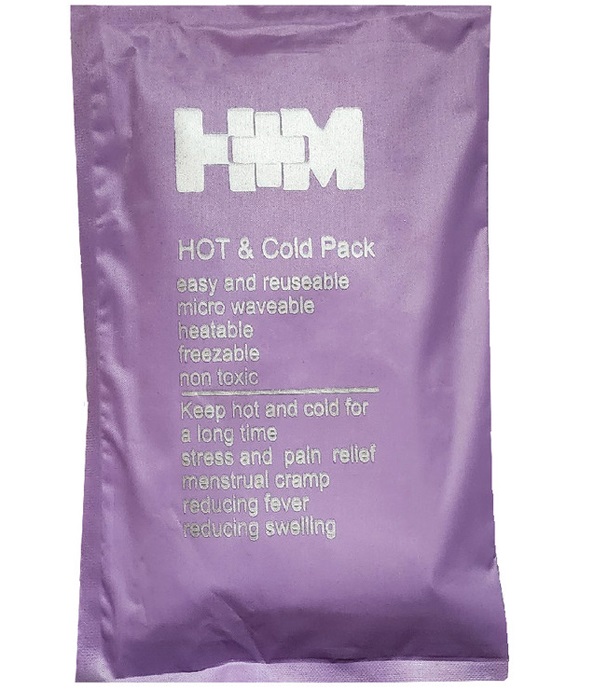 H+M
HOT & Cold Pack
easy and reuseable
micro waveable
heatable
freezable
non toxic
Keep hot and cold for
a long time
stress and pain relief
menstrual cramp
reducing fever
reducing swelling